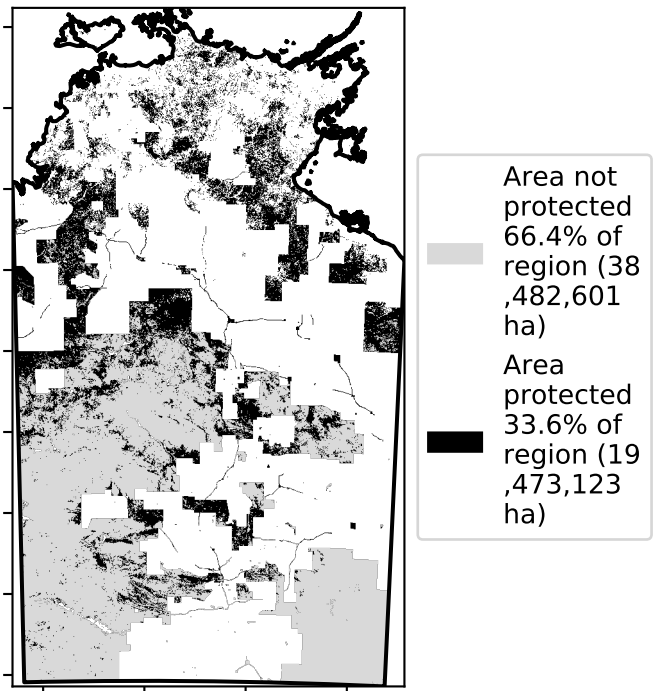 Area not
protected
66.4% of
region (38
,482,601
ha)
Area
protected
33.6% of
region (19
,473,123
ha)